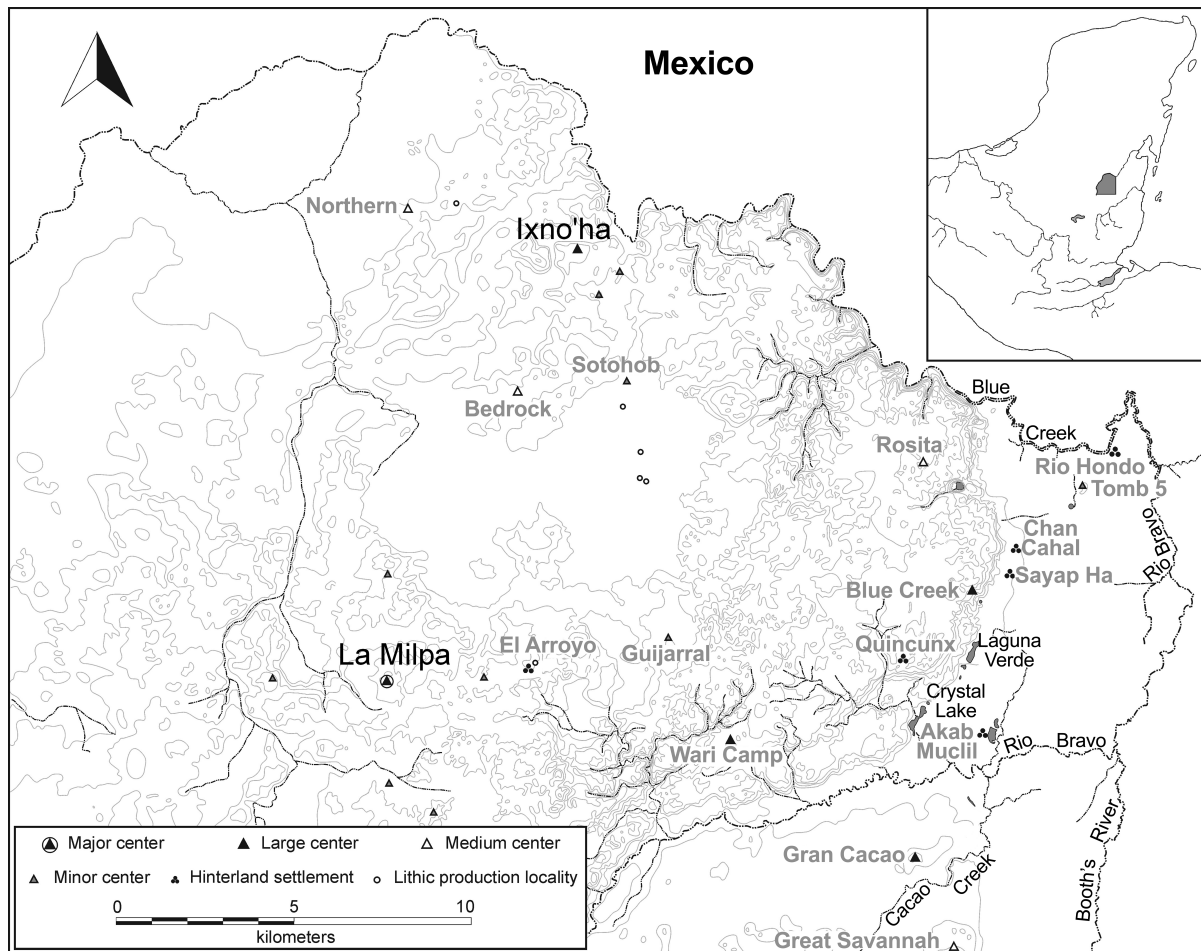 Mexico
Northern
Ixno'ha
Sotohob
Bedrock
Blue
Creek
Rosita
Rio Hondo
Tomb 5
Rio Bravo
Chan
Cahal
Sayap Ha
Blue Creek
El Arroyo
La Milpa
Guijarral
Quincunx
Laguna
Verde
Crystal
Lake
Akab
Muclil
Wari Camp
Rio Bravo
Gran Cacao
Cacao Creek
Booth's River
Great Savannah
Major center
Large center
Medium center
Minor center
Hinterland settlement
Lithic production locality
0 5 10
kilometers